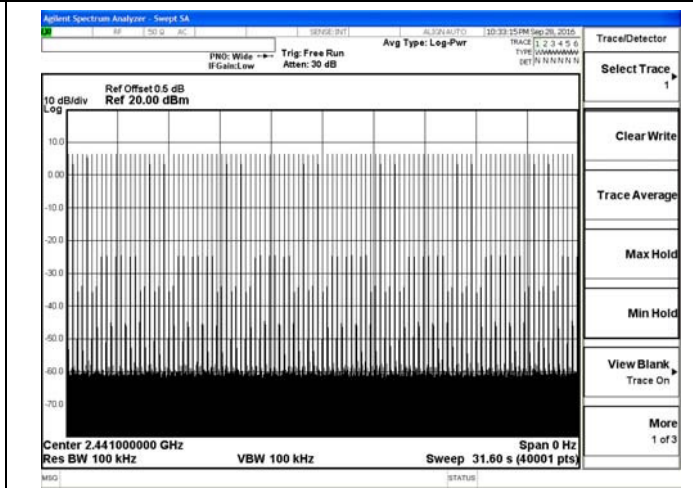 Agilent Spectrum Analyzer - Swept SA
RF 50 Ω AC SENSE:INT ALIGN AUTO 10:33:15 PM Sep 28, 2016
Avg Type: Log-Pwr
TRACE 1 2 3 4 5 6
TYPE
DET N N N N N N
PNO: Wide
IFGain:Low
Trig: Free Run
Atten: 30 dB
Ref Offset 0.5 dB
10 dB/div Ref 20.00 dBm
Log
10.0
0.00
-10.0
-20.0
-30.0
-40.0
-50.0
-60.0
-70.0
Center 2.441000000 GHz Span 0 Hz
Res BW 100 kHz VBW 100 kHz Sweep 31.60 s (40001 pts)
MSG STATUS
Trace/Detector
Select Trace
1
Clear Write
Trace Average
Max Hold
Min Hold
View Blank
Trace On
More
1 of 3